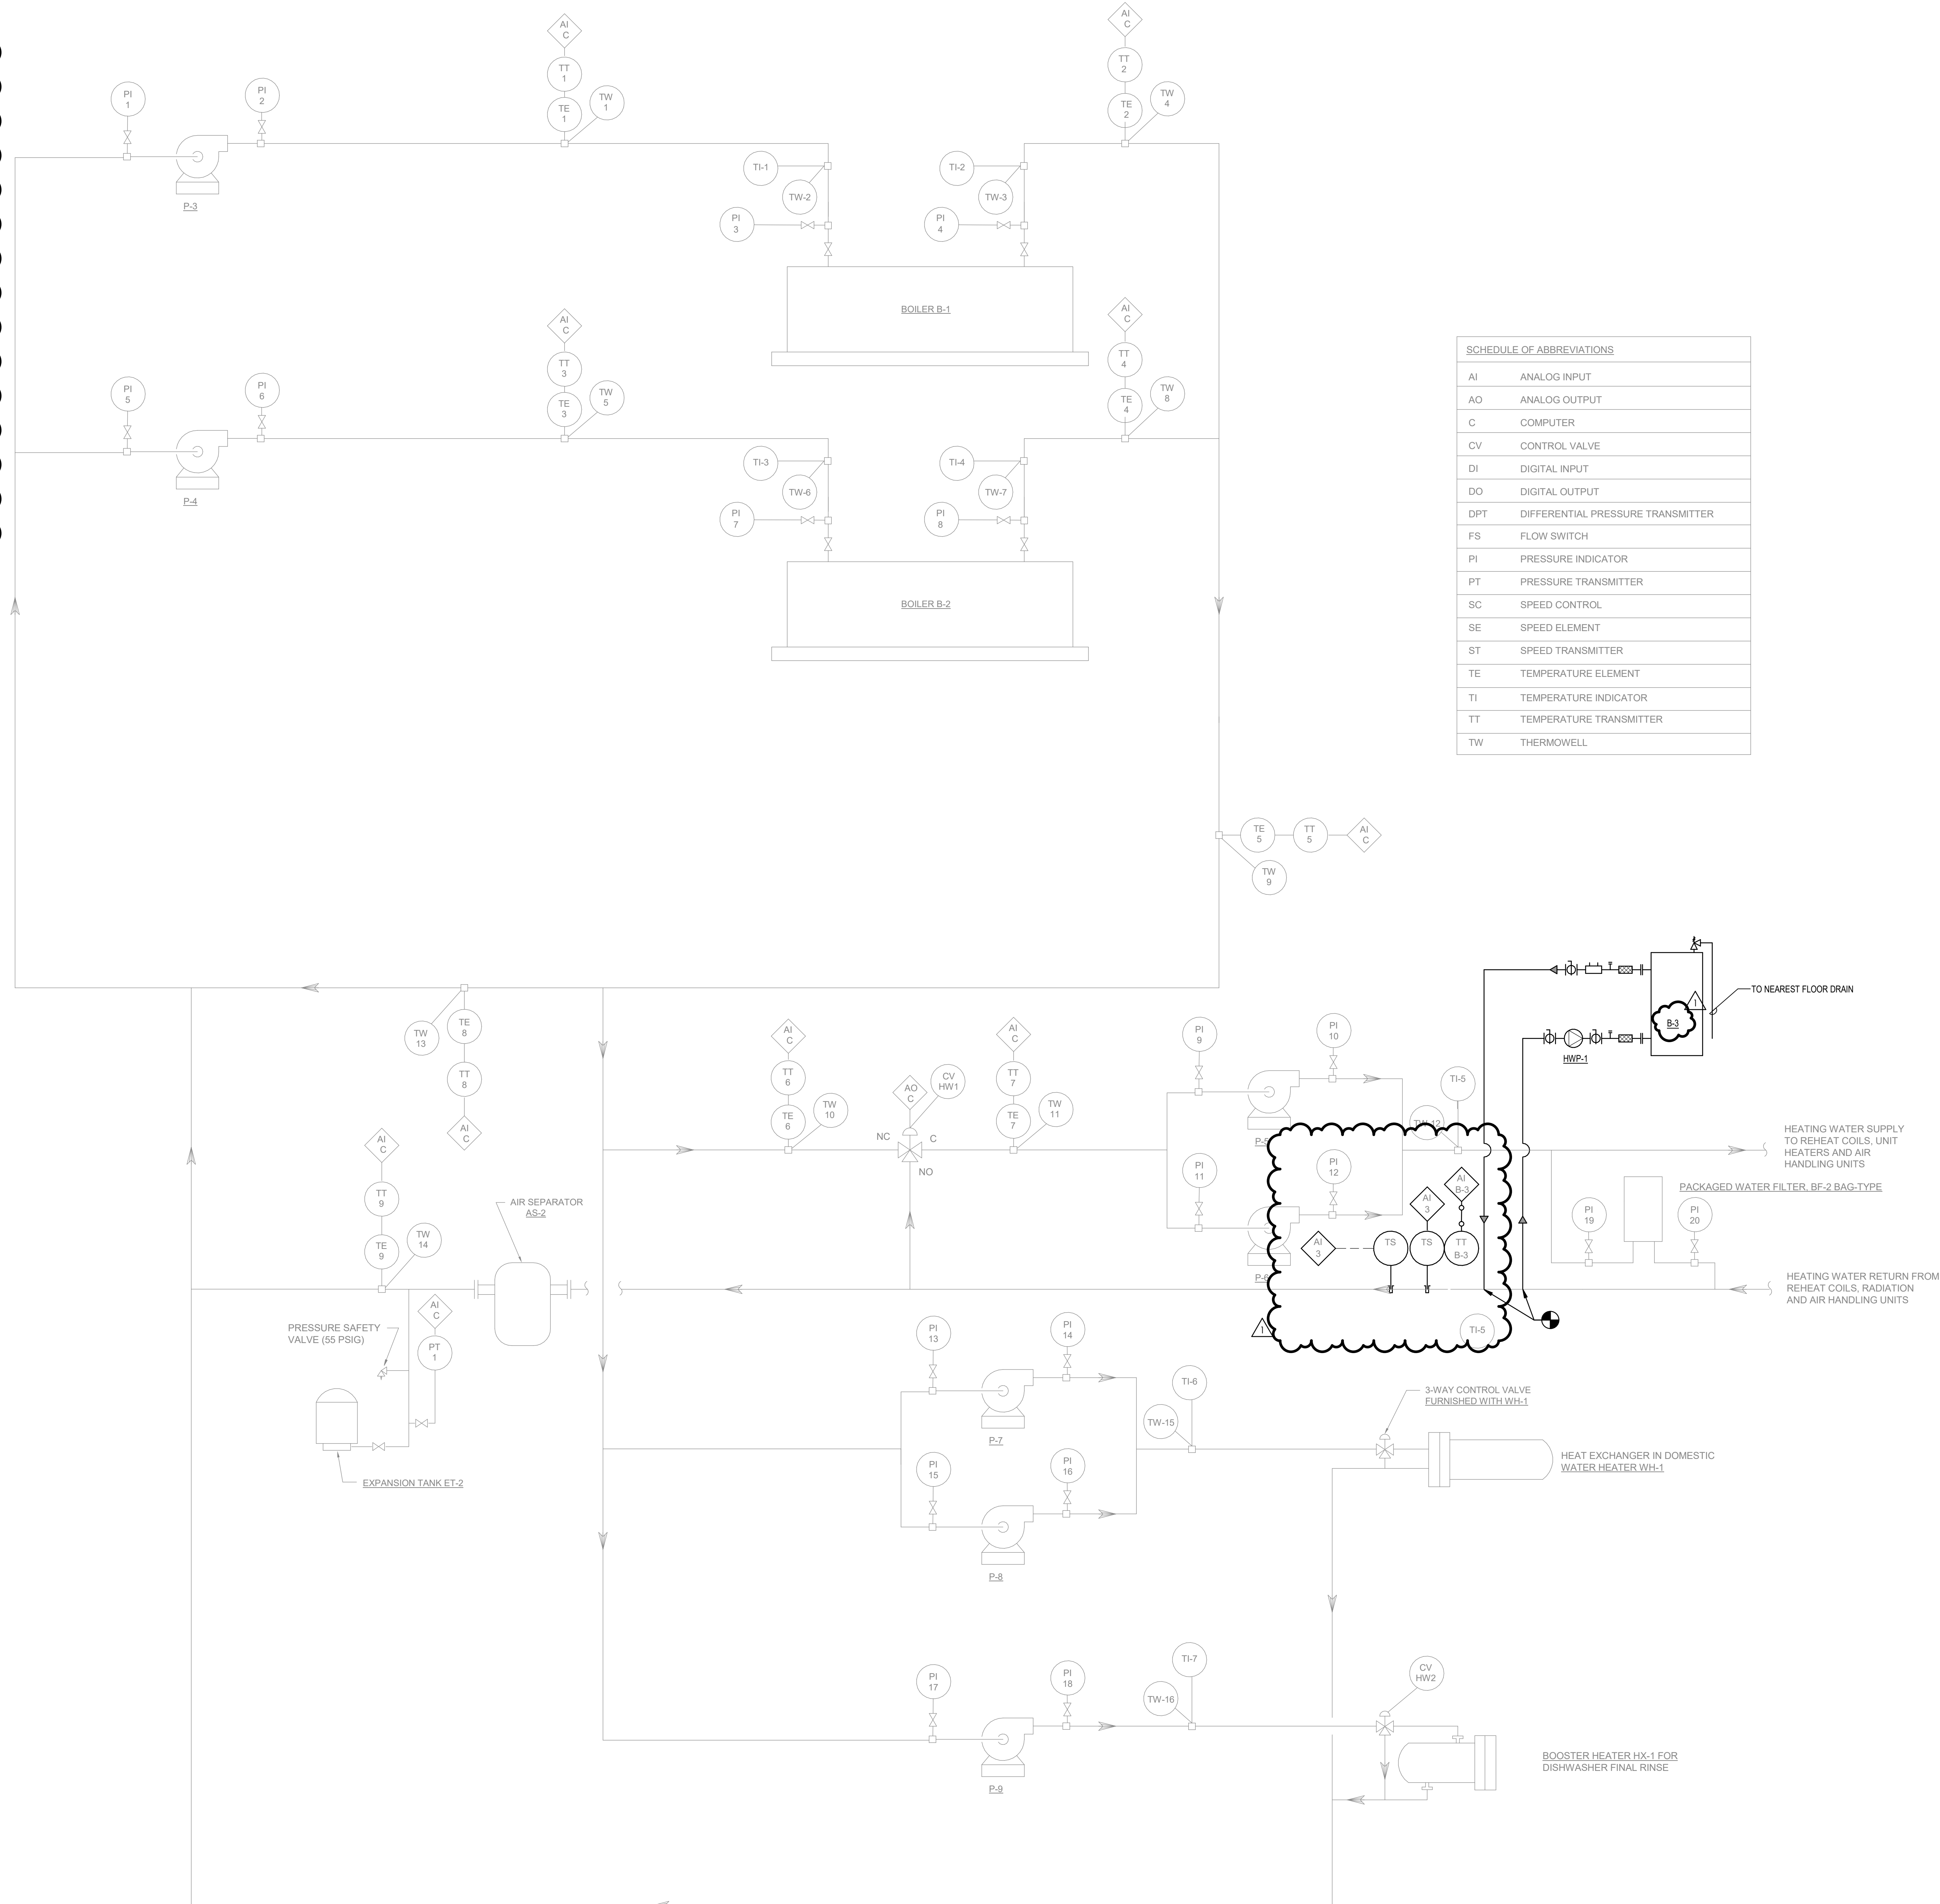 AI
C
AI
C
TT
1
TT
2
PI
1
PI
2
TE
1
TW
1
TE
2
TW
4
P-3
TI-1
TW-2
TI-2
TW-3
PI
3
PI
4
BOILER B-1
AI
C
AI
C
TT
3
TT
4
PI
5
PI
6
TE
3
TW
5
TE
4
TW
8
P-4
TI-3
TW-6
TI-4
TW-7
PI
7
PI
8
BOILER B-2
SCHEDULE OF ABBREVIATIONS
AI ANALOG INPUT
AO ANALOG OUTPUT
C COMPUTER
CV CONTROL VALVE
DI DIGITAL INPUT
DO DIGITAL OUTPUT
DPT DIFFERENTIAL PRESSURE TRANSMITTER
FS FLOW SWITCH
PI PRESSURE INDICATOR
PT PRESSURE TRANSMITTER
SC SPEED CONTROL
SE SPEED ELEMENT
ST SPEED TRANSMITTER
TE TEMPERATURE ELEMENT
TI TEMPERATURE INDICATOR
TT TEMPERATURE TRANSMITTER
TW THERMOWELL
TE
5
TT
5
AI
C
TW
9
TO NEAREST FLOOR DRAIN
1
B-3
HWP-1
TW
13
TE
8
TT
8
AI
C
AI
C
TT
6
TE
6
TW
10
AO
C
CV
HW1
NC
C
NO
AI
C
TT
7
TE
7
TW
11
PI
9
PI
10
P-5
TI-5
TW-12
PI
11
PI
12
P-6
AI
3
TS
AI
3
TS
AI
B-3
TT
B-3
1
TI-5
HEATING WATER SUPPLY
TO REHEAT COILS, UNIT
HEATERS AND AIR
HANDLING UNITS
PACKAGED WATER FILTER, BF-2 BAG-TYPE
PI
19
PI
20
HEATING WATER RETURN FROM
REHEAT COILS, RADIATION
AND AIR HANDLING UNITS
AI
C
TT
9
TE
9
TW
14
AIR SEPARATOR
AS-2
AI
C
PT
1
PRESSURE SAFETY
VALVE (55 PSIG)
EXPANSION TANK ET-2
PI
13
PI
14
P-7
PI
15
PI
16
P-8
TI-6
TW-15
3-WAY CONTROL VALVE
FURNISHED WITH WH-1
HEAT EXCHANGER IN DOMESTIC
WATER HEATER WH-1
PI
17
PI
18
P-9
TI-7
TW-16
CV
HW2
BOOSTER HEATER HX-1 FOR
DISHWASHER FINAL RINSE